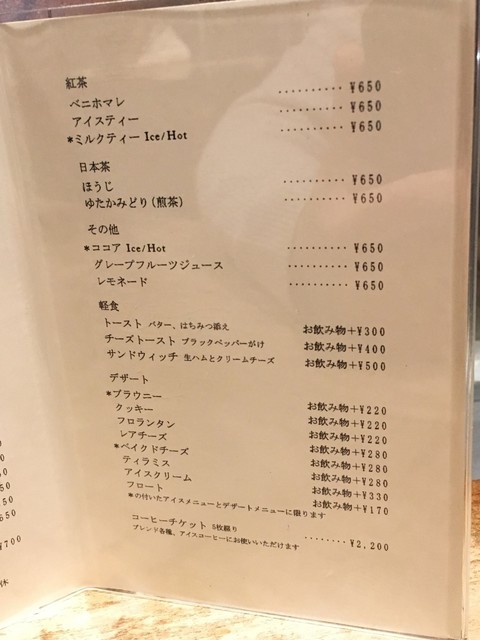 50
650
¥700
休
紅茶
ベニホマレ ・・・・・・・・・・ ¥650
アイスティー ・・・・・・・・・・ ¥650
*ミルクティー Ice/Hot ・・・・・・・・・・ ¥650
日本茶
ほうじ ・・・・・・・・・・ ¥650
ゆたかみどり(煎茶) ・・・・・・・・・・ ¥650
その他
*ココア Ice/Hot ・・・・・・・・・・ ¥650
グレープフルーツジュース ・・・・・・・・・・ ¥650
レモネード ・・・・・・・・・・ ¥650
軽食
トースト バター、はちみつ添え お飲み物+¥300
チーズトースト ブラックペッパーがけ お飲み物+¥400
サンドウィッチ 生ハムとクリームチーズ お飲み物+¥500
デザート
*ブラウニー お飲み物+¥220
クッキー お飲み物+¥220
フロランタン お飲み物+¥220
レアチーズ お飲み物+¥280
*ベイクドチーズ お飲み物+¥280
ティラミス お飲み物+¥280
アイスクリーム お飲み物+¥330
フロート お飲み物+¥170
*の付いたアイスメニューとデザートメニューに限ります
コーヒーチケット 5枚綴り ・・・・・・・・ ¥2,200
ブレンド各種、アイスコーヒーにお使いいただけます